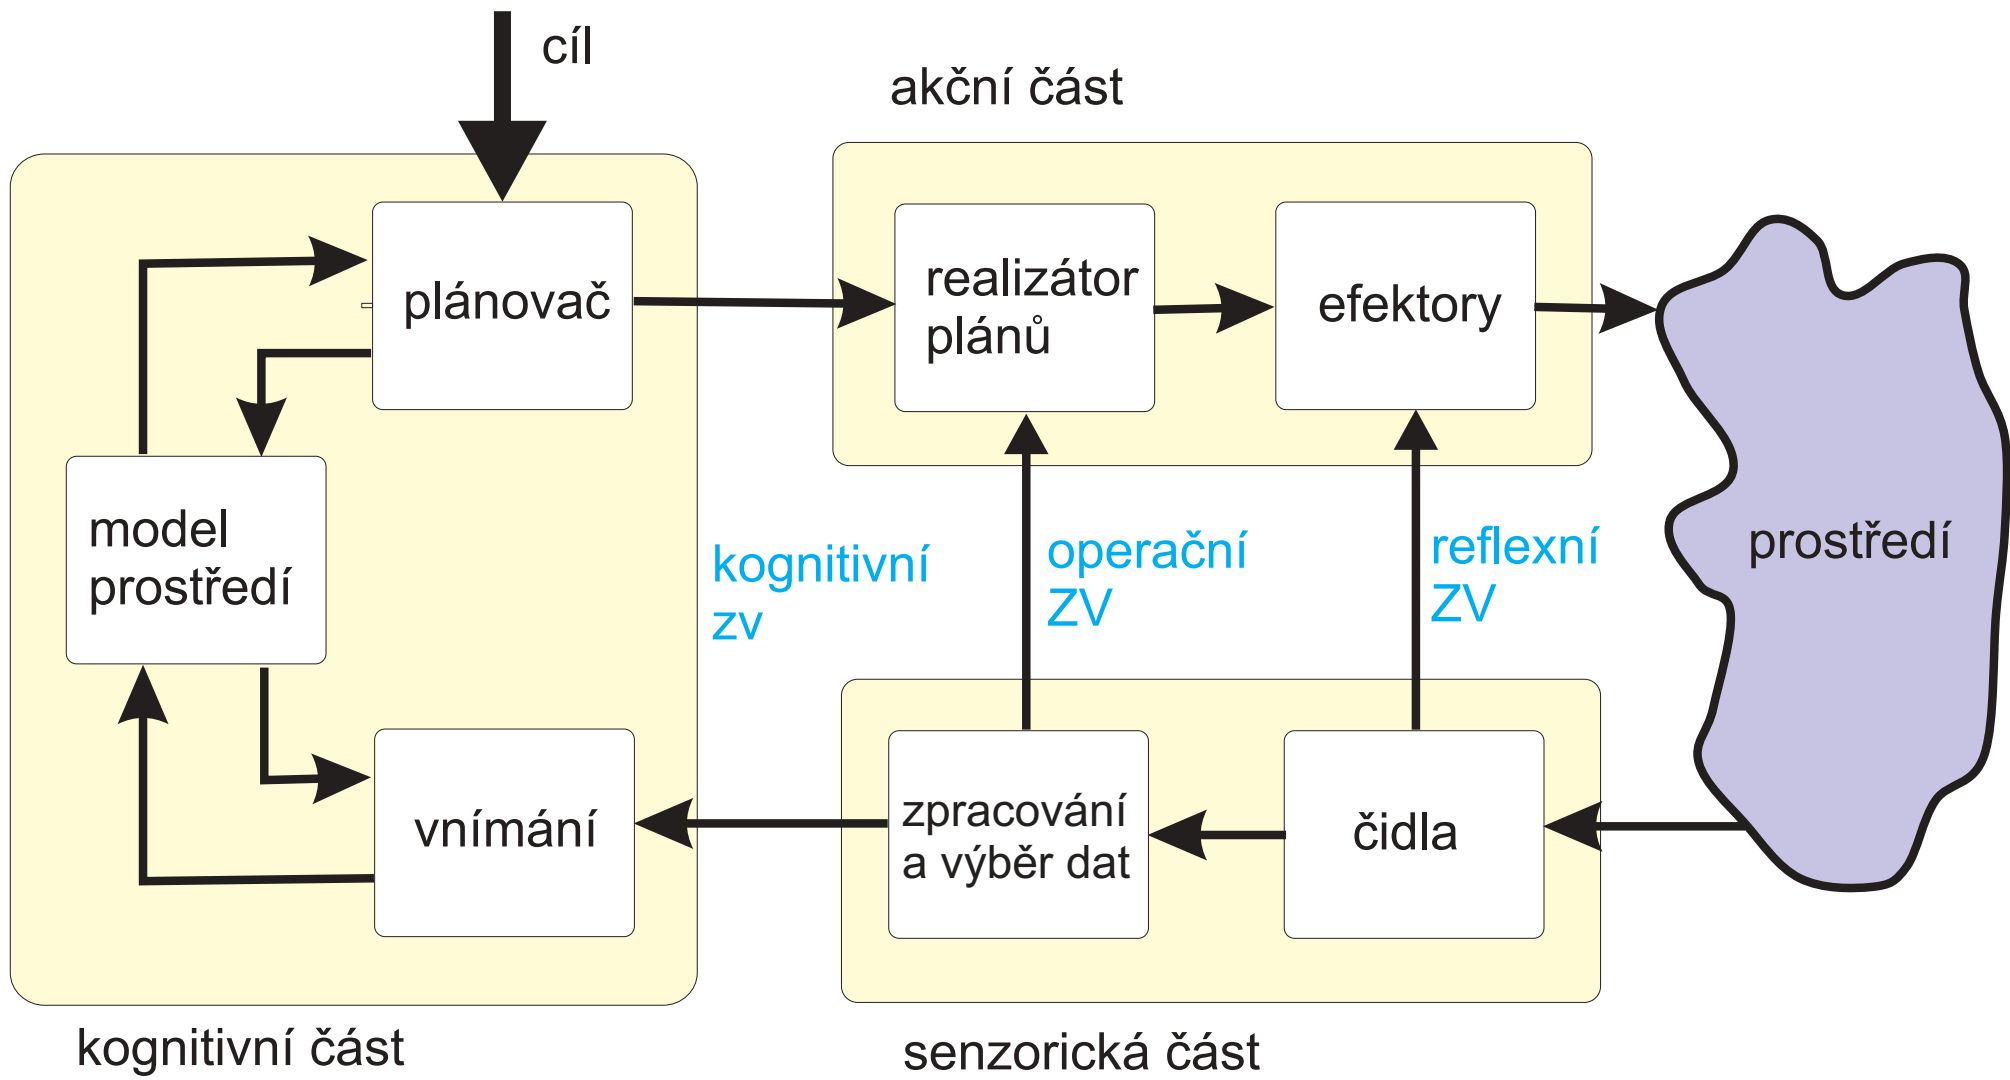 cíl
akční část
plánovač
realizátor
plánů
efektory
model
prostředí
kognitivní
zv
operační
ZV
reflexní
ZV
prostředí
vnímání
zpracování
a výběr dat
čidla
kognitivní část
senzorická část